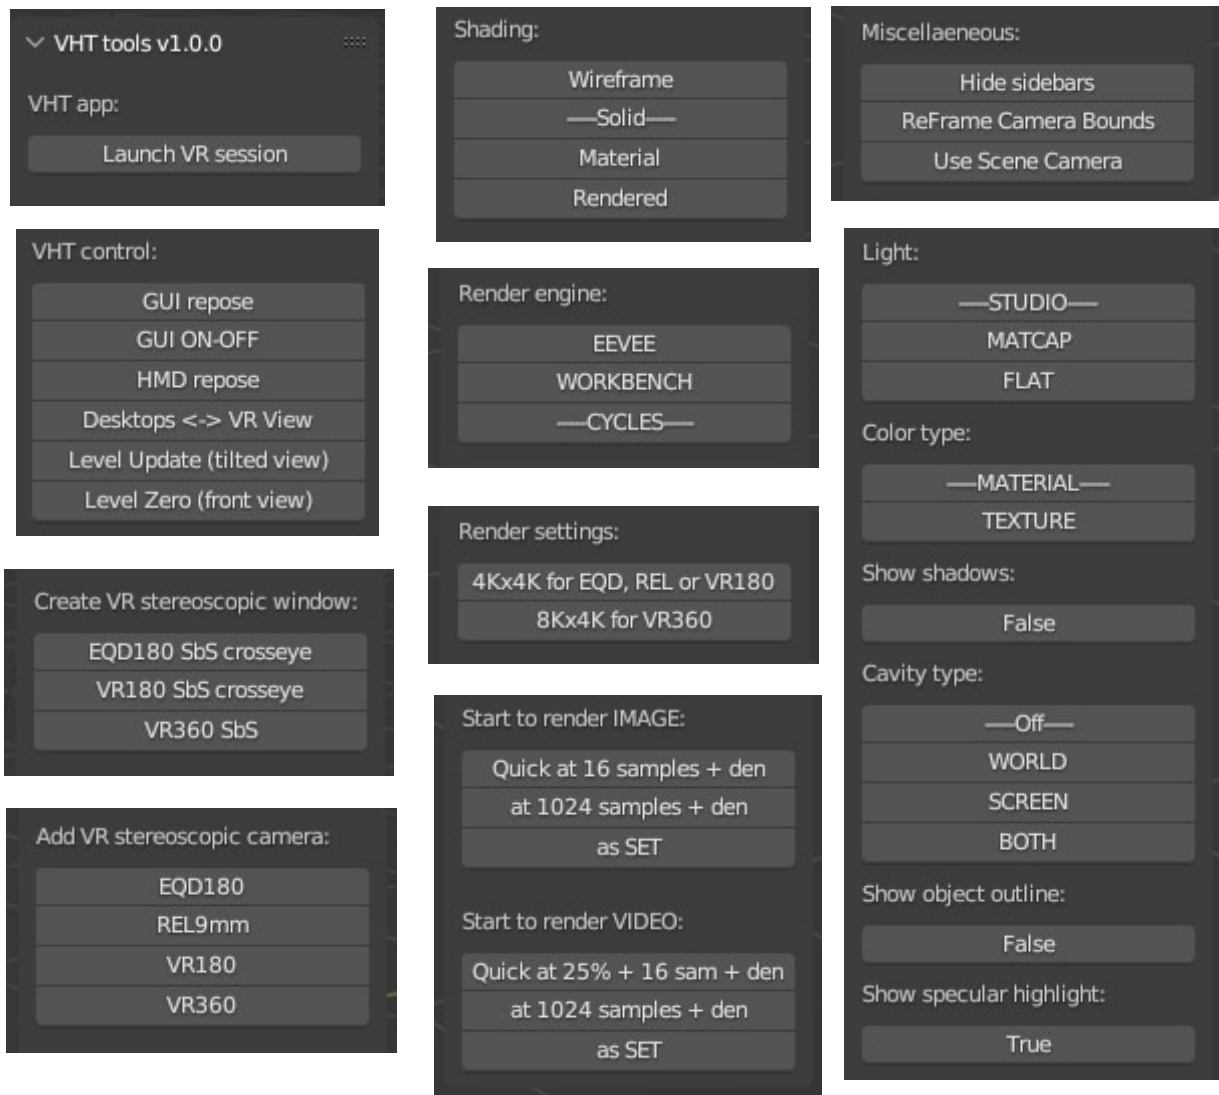 VHT tools v1.0.0
VHT app:
Launch VR session
VHT control:
GUI repose
GUI ON-OFF
HMD repose
Desktops <-> VR View
Level Update (tilted view)
Level Zero (front view)
Create VR stereoscopic window:
EQD180 SbS crosseye
VR180 SbS crosseye
VR360 SbS
Add VR stereoscopic camera:
EQD180
REL9mm
VR180
VR360
Shading:
Wireframe
----Solid----
Material
Rendered
Render engine:
EEVEE
WORKBENCH
----CYCLES----
Render settings:
4Kx4K for EQD, REL or VR180
8Kx4K for VR360
Start to render IMAGE:
Quick at 16 samples + den
at 1024 samples + den
as SET
Start to render VIDEO:
Quick at 25% + 16 sam + den
at 1024 samples + den
as SET
Miscellaeneous:
Hide sidebars
ReFrame Camera Bounds
Use Scene Camera
Light:
----STUDIO----
MATCAP
FLAT
Color type:
----MATERIAL----
TEXTURE
Show shadows:
False
Cavity type:
----Off----
WORLD
SCREEN
BOTH
Show object outline:
False
Show specular highlight:
True